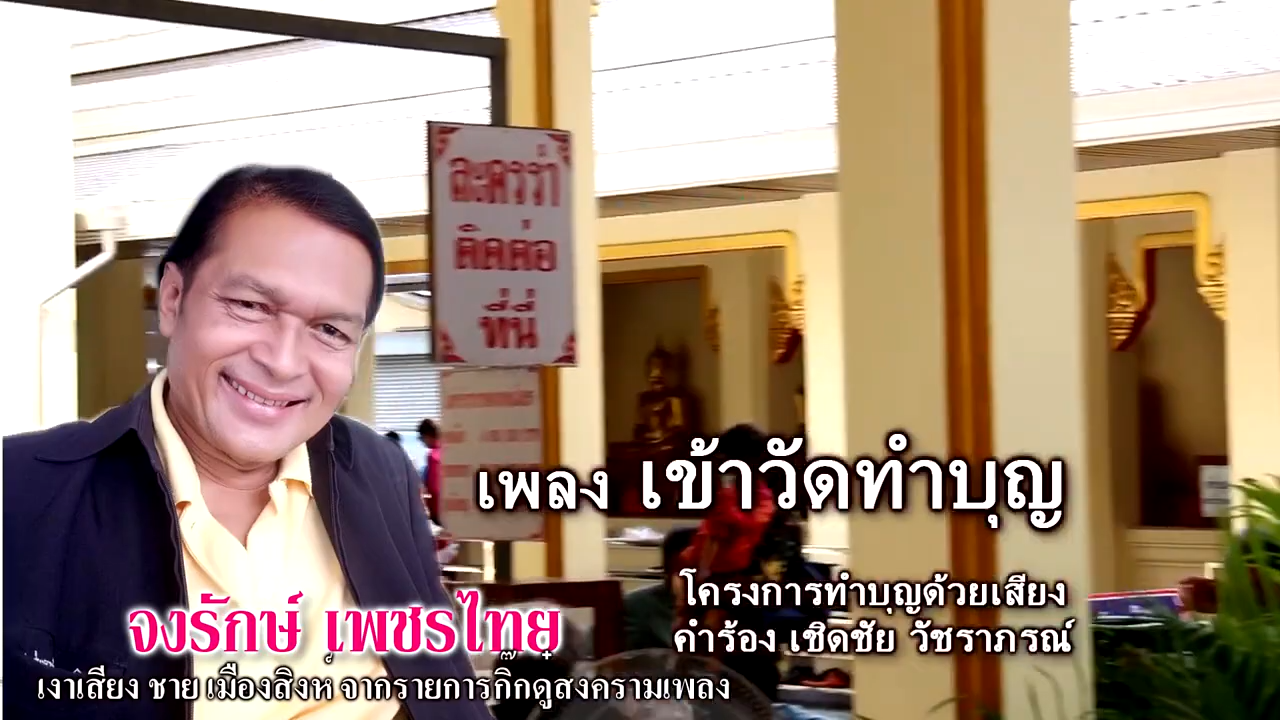 ละครรำ
ติดต่อ
ที่นี่
เพลง เข้าวัดทำบุญ
โครงการทำบุญด้วยเสียง
คำร้อง เชิดชัย วัชราภรณ์
จงรักษ์ เพชรไทย
เงาเสียง ชาย เมืองสิงห์ จากรายการกิ๊กดู่สงครามเพลง